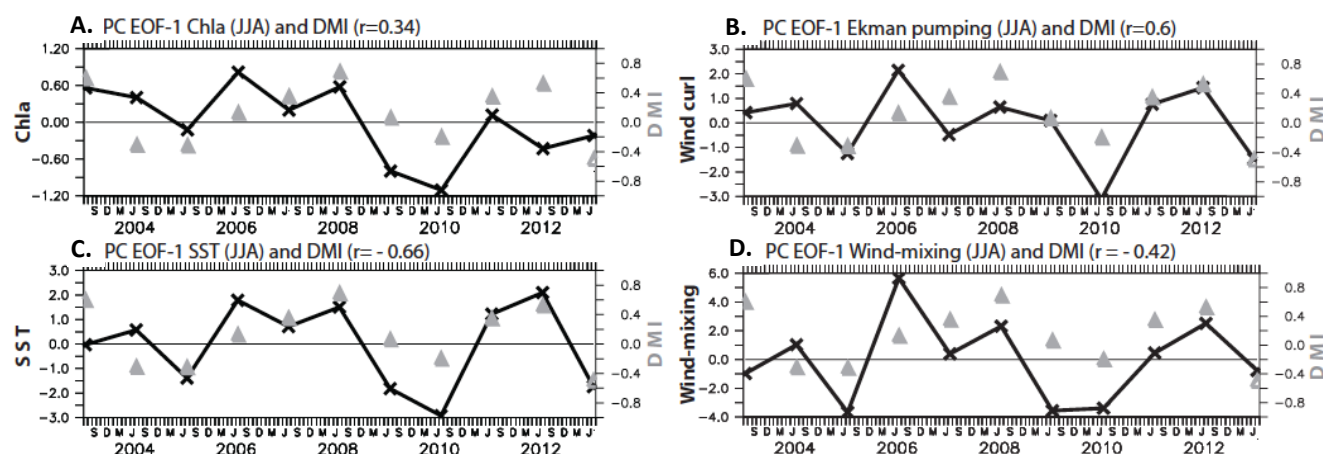 A. PC EOF-1 Chla (JJA) and DMI (r=0.34)
1.20
0.60
0.00
−0.60
−1.20
Chla
0.8
0.4
0.0
−0.4
−0.8
DMI
S D M J S D M J S D M J S D M J S D M J S D M J S D M J S D M J S D M J S D M J
2004 2006 2008 2010 2012
B. PC EOF-1 Ekman pumping (JJA) and DMI (r=0.6)
3.0
2.0
1.0
0.0
−1.0
−2.0
−3.0
Wind curl
0.8
0.4
0.0
−0.4
−0.8
DMI
S D M J S D M J S D M J S D M J S D M J S D M J S D M J S D M J S D M J S D M J
2004 2006 2008 2010 2012
C. PC EOF-1 SST (JJA) and DMI (r= - 0.66)
3.0
2.0
1.0
0.0
−1.0
−2.0
−3.0
SST
0.8
0.4
0.0
−0.4
−0.8
DMI
S D M J S D M J S D M J S D M J S D M J S D M J S D M J S D M J S D M J S D M J
2004 2006 2008 2010 2012
D. PC EOF-1 Wind-mixing (JJA) and DMI (r = - 0.42)
6.0
4.0
2.0
0.0
−2.0
−4.0
Wind-mixing
0.8
0.4
0.0
−0.4
−0.8
DMI
S D M J S D M J S D M J S D M J S D M J S D M J S D M J S D M J S D M J S D M J
2004 2006 2008 2010 2012